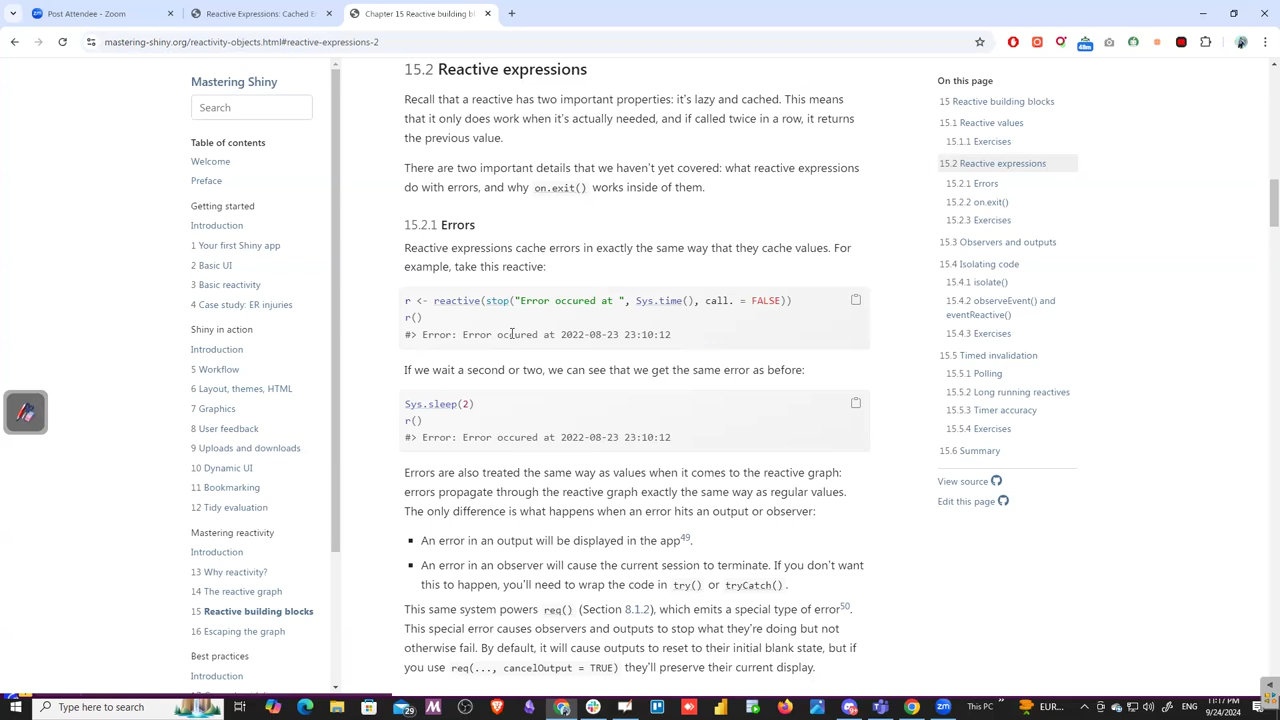 Post Attendee - Zoom
Reactive Expressions: Cached E
Chapter 15 Reactive building bl
mastering-shiny.org/reactivity-objects.html#reactive-expressions-2
48m
Mastering Shiny
Search
Table of contents
Welcome
Preface
Getting started
Introduction
1 Your first Shiny app
2 Basic UI
3 Basic reactivity
4 Case study: ER injuries
Shiny in action
Introduction
5 Workflow
6 Layout, themes, HTML
7 Graphics
8 User feedback
9 Uploads and downloads
10 Dynamic UI
11 Bookmarking
12 Tidy evaluation
Mastering reactivity
Introduction
13 Why reactivity?
14 The reactive graph
15 Reactive building blocks
16 Escaping the graph
Best practices
Introduction
15.2 Reactive expressions
Recall that a reactive has two important properties: it's lazy and cached. This means
that it only does work when it's actually needed, and if called twice in a row, it returns
the previous value.
There are two important details that we haven't yet covered: what reactive expressions
do with errors, and why on.exit() works inside of them.
15.2.1 Errors
Reactive expressions cache errors in exactly the same way that they cache values. For
example, take this reactive:
r <- reactive(stop("Error occured at ", Sys.time(), call. = FALSE))
r()
#> Error: Error occured at 2022-08-23 23:10:12
If we wait a second or two, we can see that we get the same error as before:
Sys.sleep(2)
r()
#> Error: Error occured at 2022-08-23 23:10:12
Errors are also treated the same way as values when it comes to the reactive graph:
errors propagate through the reactive graph exactly the same way as regular values.
The only difference is what happens when an error hits an output or observer:
▪ An error in an output will be displayed in the app49.
▪ An error in an observer will cause the current session to terminate. If you don't want
this to happen, you'll need to wrap the code in try() or tryCatch().
This same system powers req() (Section 8.1.2), which emits a special type of error50.
This special error causes observers and outputs to stop what they're doing but not
otherwise fail. By default, it will cause outputs to reset to their initial blank state, but if
you use req(..., cancelOutput = TRUE) they'll preserve their current display.
On this page
15 Reactive building blocks
15.1 Reactive values
15.1.1 Exercises
15.2 Reactive expressions
15.2.1 Errors
15.2.2 on.exit()
15.2.3 Exercises
15.3 Observers and outputs
15.4 Isolating code
15.4.1 isolate()
15.4.2 observeEvent() and
eventReactive()
15.4.3 Exercises
15.5 Timed invalidation
15.5.1 Polling
15.5.2 Long running reactives
15.5.3 Timer accuracy
15.5.4 Exercises
15.6 Summary
View source
Edit this page
Type here to search
29
This PC
EUR...
11:17 PM
9/24/2024